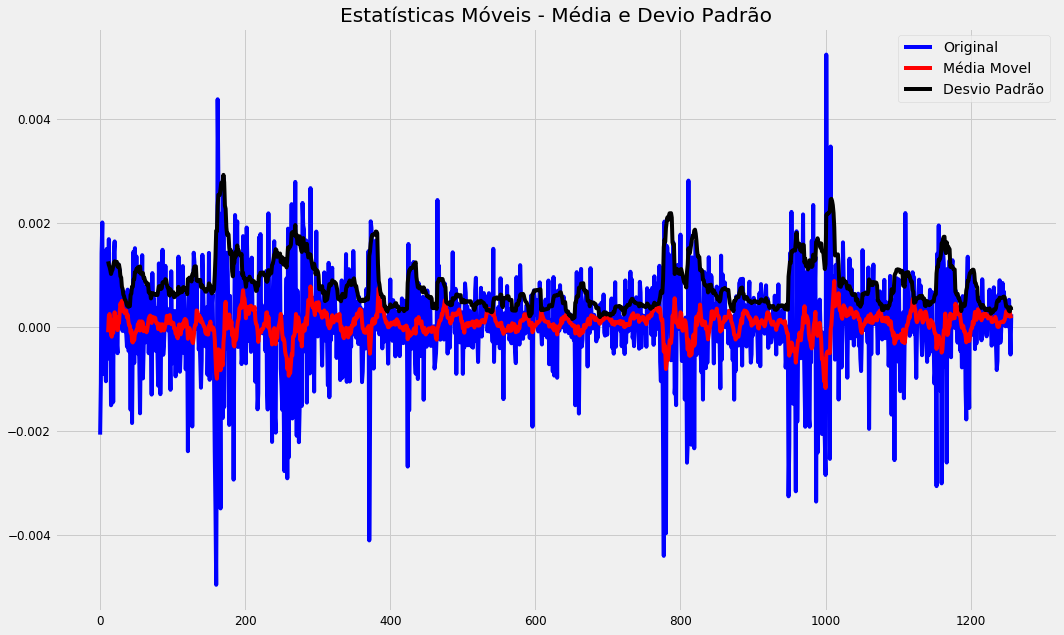 Estatísticas Móveis - Média e Devio Padrão
Original
Média Movel
Desvio Padrão
0.004
0.002
0.000
−0.002
−0.004
0 200 400 600 800 1000 1200